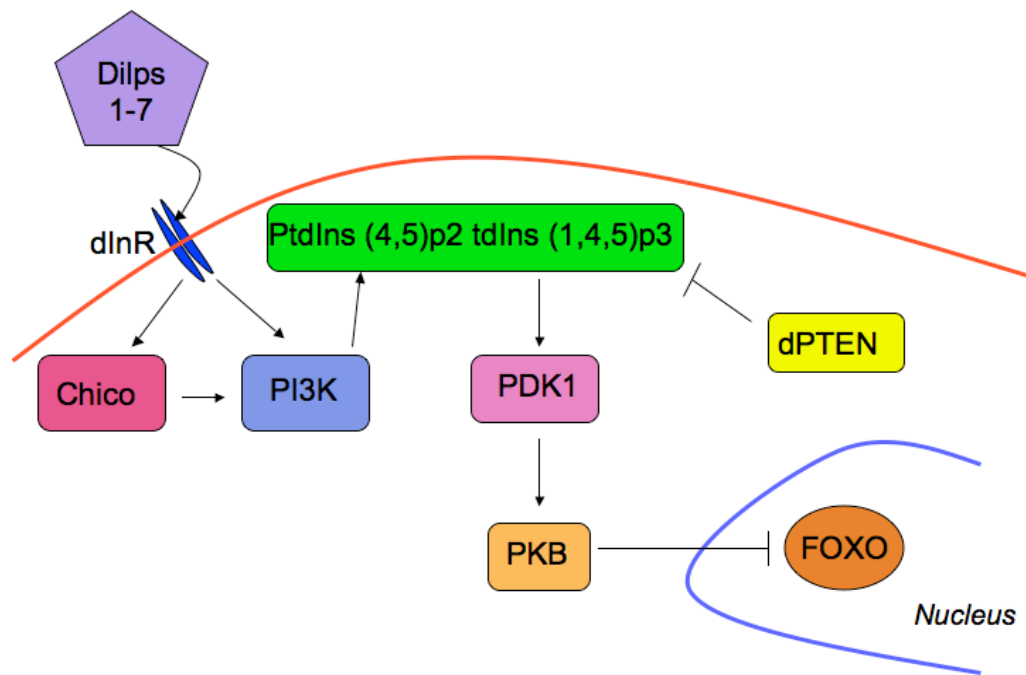 Dilps
1-7
dInR
PtdIns (4,5)p2 tdIns (1,4,5)p3
dPTEN
Chico
PI3K
PDK1
PKB
FOXO
Nucleus